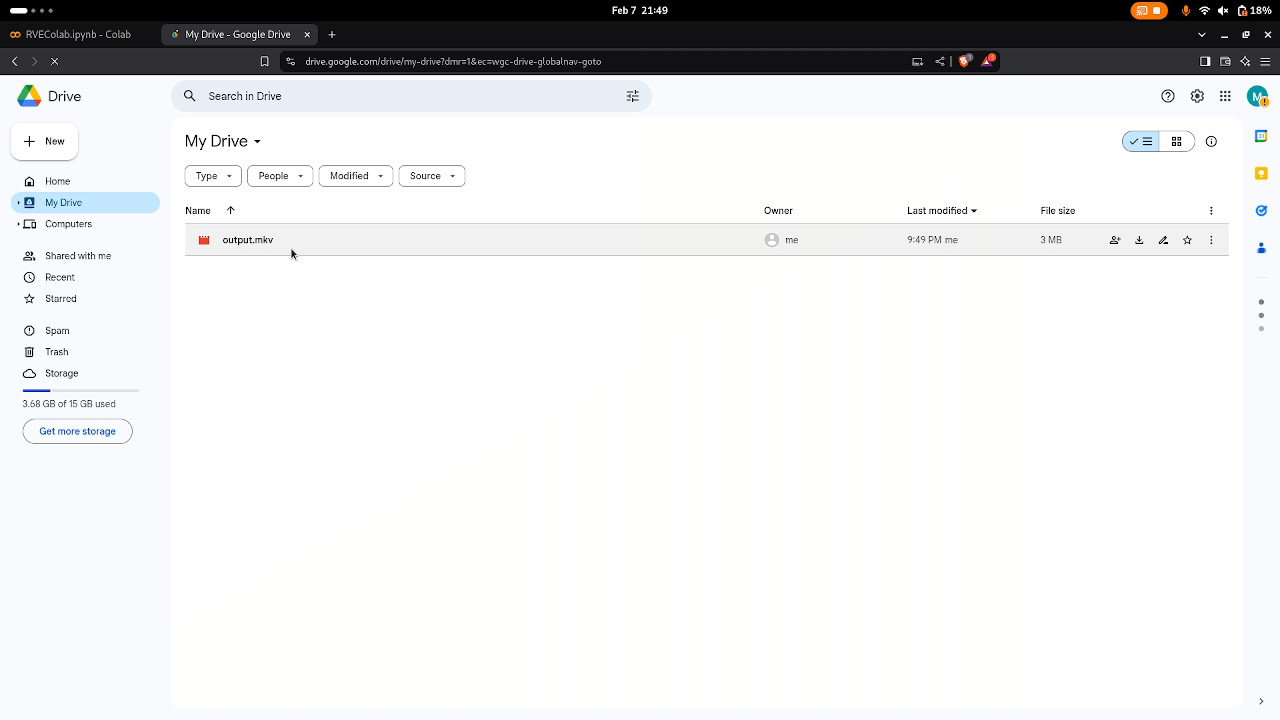 Feb 7 21:49
18%
RVEColab.ipynb - Colab
My Drive - Google Drive
drive.google.com/drive/my-drive?dmr=1&ec=wgc-drive-globalnav-goto
Drive
Search in Drive
M
New
My Drive
Type
People
Modified
Source
Home
My Drive
Computers
Shared with me
Recent
Starred
Spam
Trash
Storage
3.68 GB of 15 GB used
Get more storage
Name
Owner
Last modified
File size
output.mkv
me
9:49 PM me
3 MB